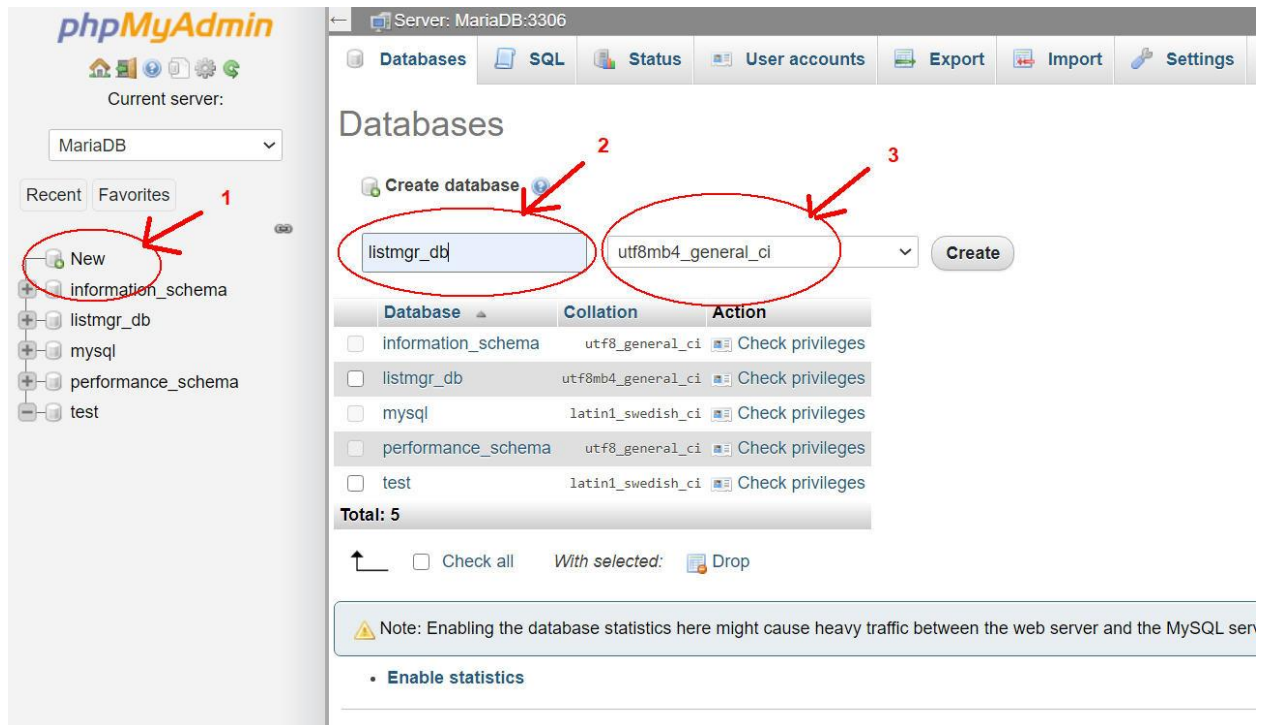 phpMyAdmin
Current server:
MariaDB
Recent Favorites
1
New
information_schema
listmgr_db
mysql
performance_schema
test
Server: MariaDB:3306
Databases SQL Status User accounts Export Import Settings
Databases
2
3
Create database
listmgr_db utf8mb4_general_ci Create
Database Collation Action
information_schema utf8_general_ci Check privileges
listmgr_db utf8mb4_general_ci Check privileges
mysql latin1_swedish_ci Check privileges
performance_schema utf8_general_ci Check privileges
test latin1_swedish_ci Check privileges
Total: 5
Check all With selected: Drop
Note: Enabling the database statistics here might cause heavy traffic between the web server and the MySQL
• Enable statistics